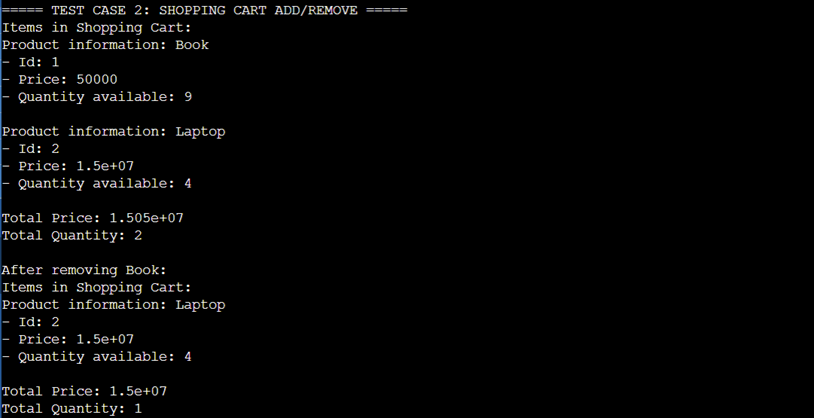 ===== TEST CASE 2: SHOPPING CART ADD/REMOVE =====
Items in Shopping Cart:
Product information: Book
- Id: 1
- Price: 50000
- Quantity available: 9
Product information: Laptop
- Id: 2
- Price: 1.5e+07
- Quantity available: 4
Total Price: 1.505e+07
Total Quantity: 2
After removing Book:
Items in Shopping Cart:
Product information: Laptop
- Id: 2
- Price: 1.5e+07
- Quantity available: 4
Total Price: 1.5e+07
Total Quantity: 1